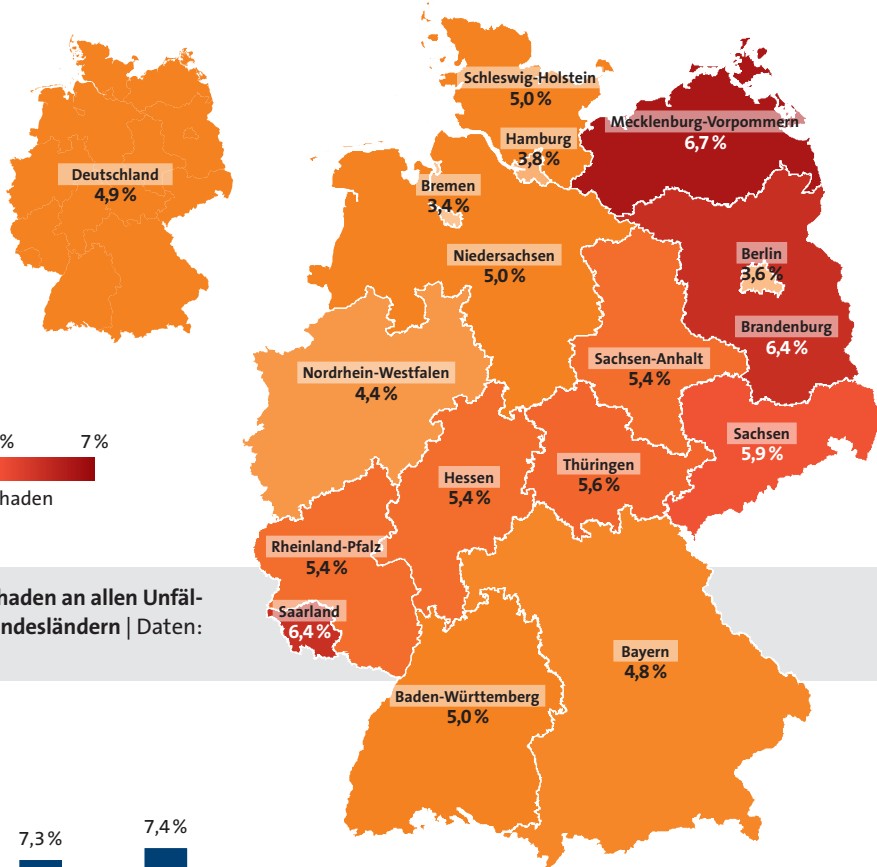 Schleswig-Holstein
5,0 %
Mecklenburg-Vorpommern
6,7 %
Hamburg
3,8 %
Deutschland
4,9 %
Bremen
3,4 %
Niedersachsen
5,0 %
Berlin
3,6 %
Brandenburg
6,4 %
Sachsen-Anhalt
5,4 %
Nordrhein-Westfalen
4,4 %
% 7 %
haden
Sachsen
5,9 %
Thüringen
5,6 %
Hessen
5,4 %
Rheinland-Pfalz
5,4 %
haden an allen Unfäl-
ndesländern | Daten:
Saarland
6,4 %
Bayern
4,8 %
Baden-Württemberg
5,0 %
7,3 % 7,4 %